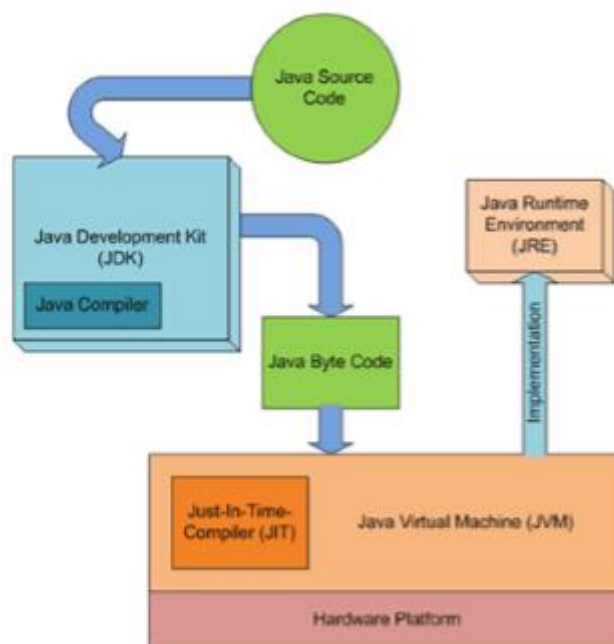 Java Source
Code
Java Development Kit
(JDK)
Java Compiler
Java Runtime
Environment
(JRE)
Implementation
Java Byte Code
Just-In-Time-
Compiler (JIT)
Java Virtual Machine (JVM)
Hardware Platform